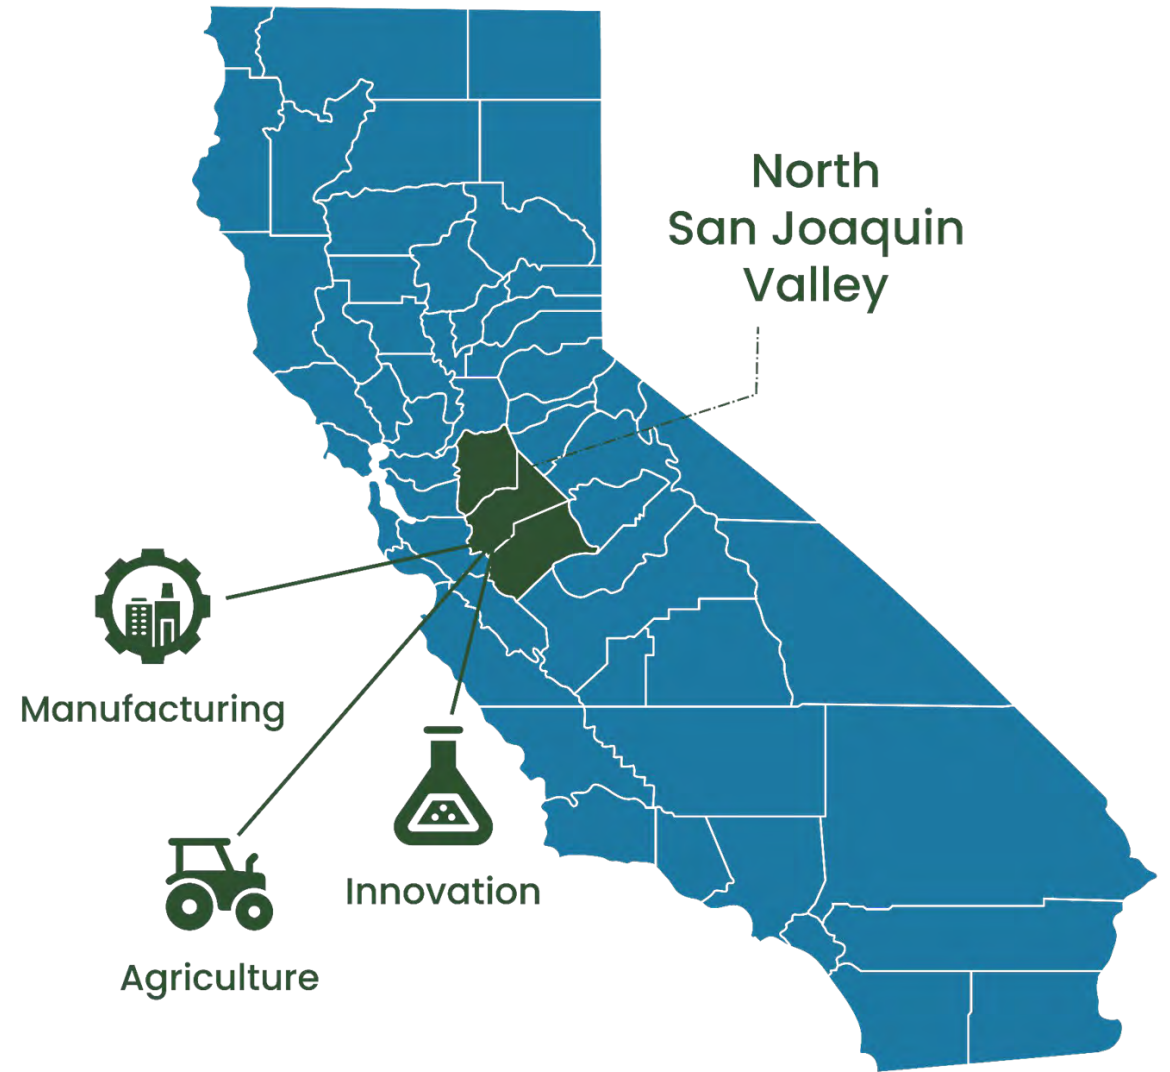 North
San Joaquin
Valley
Manufacturing
Innovation
Agriculture